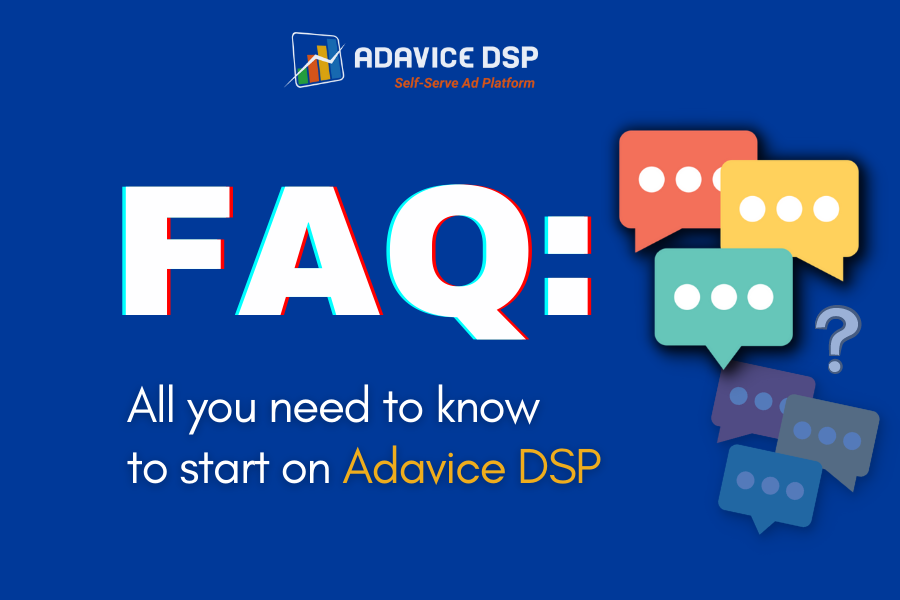 ADAVICE DSP
Self-Serve Ad Platform
FAQ:
All you need to know
to start on Adavice DSP
?